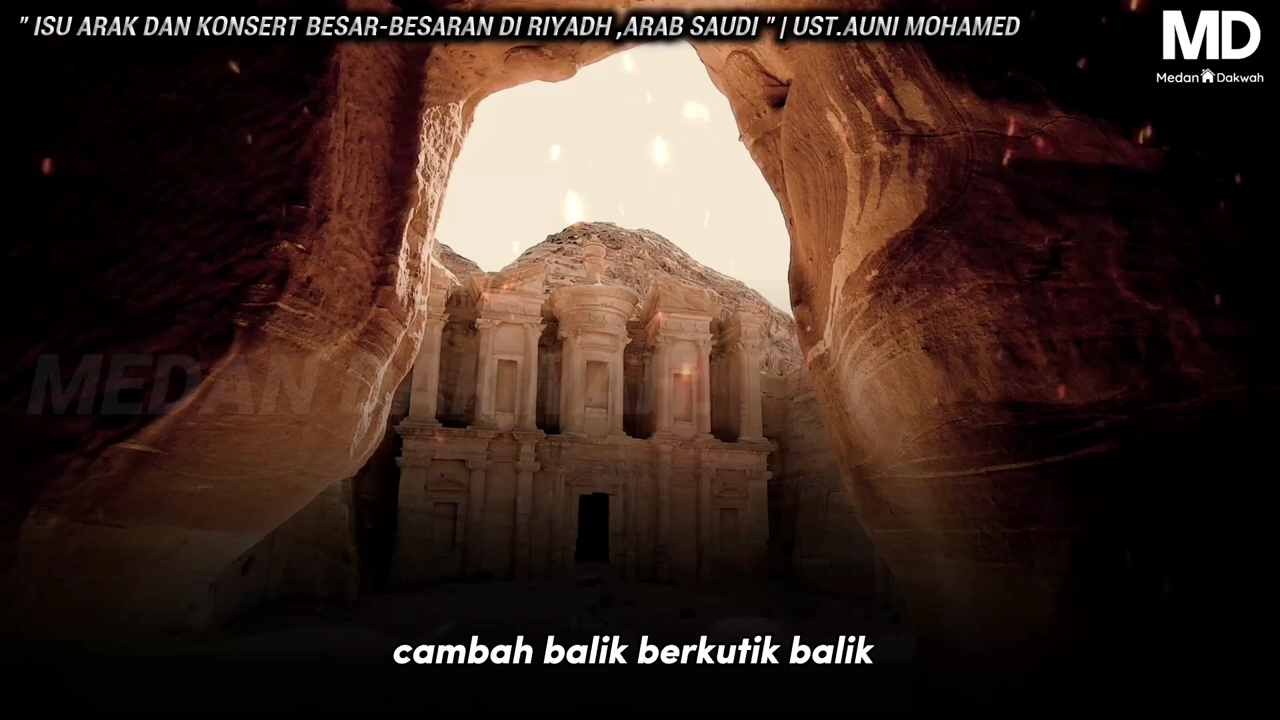 " ISU ARAK DAN KONSERT BESAR-BESARAN DI RIYADH ,ARAB SAUDI " | UST.AUNI MOHAMED
MD
Medan Dakwah
MEDAN
cambah balik berkutik balik